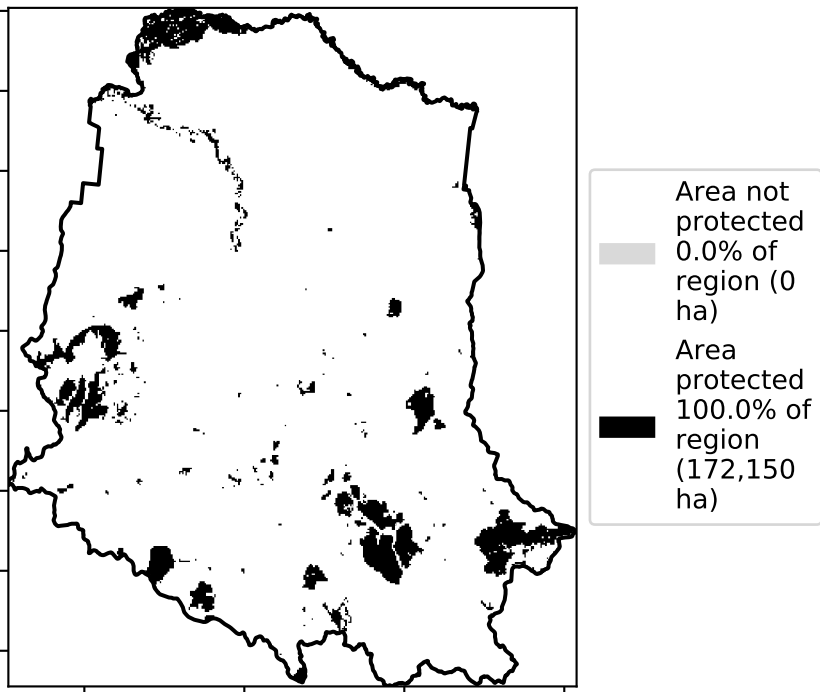 Area not
protected
0.0% of
region (0
ha)
Area
protected
100.0% of
region
(172,150
ha)